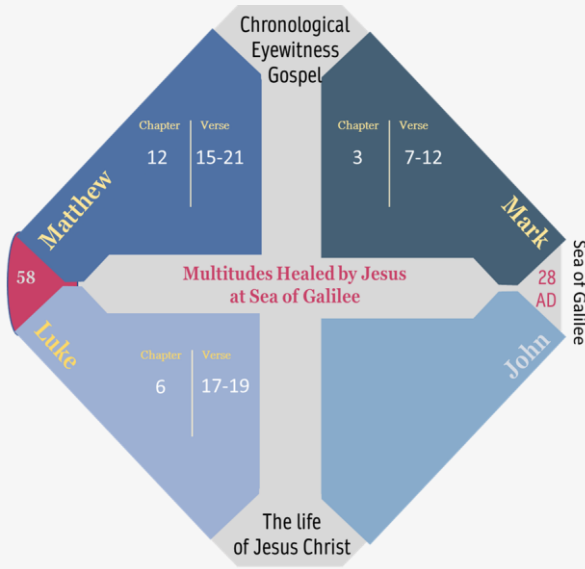 Chronological
Eyewitness
Gospel
Chapter Verse
12 15-21
Matthew
Chapter Verse
3 7-12
Mark
58
Multitudes Healed by Jesus
at Sea of Galilee
28
AD
Sea of Galilee
Luke
Chapter Verse
6 17-19
John
The life
of Jesus Christ